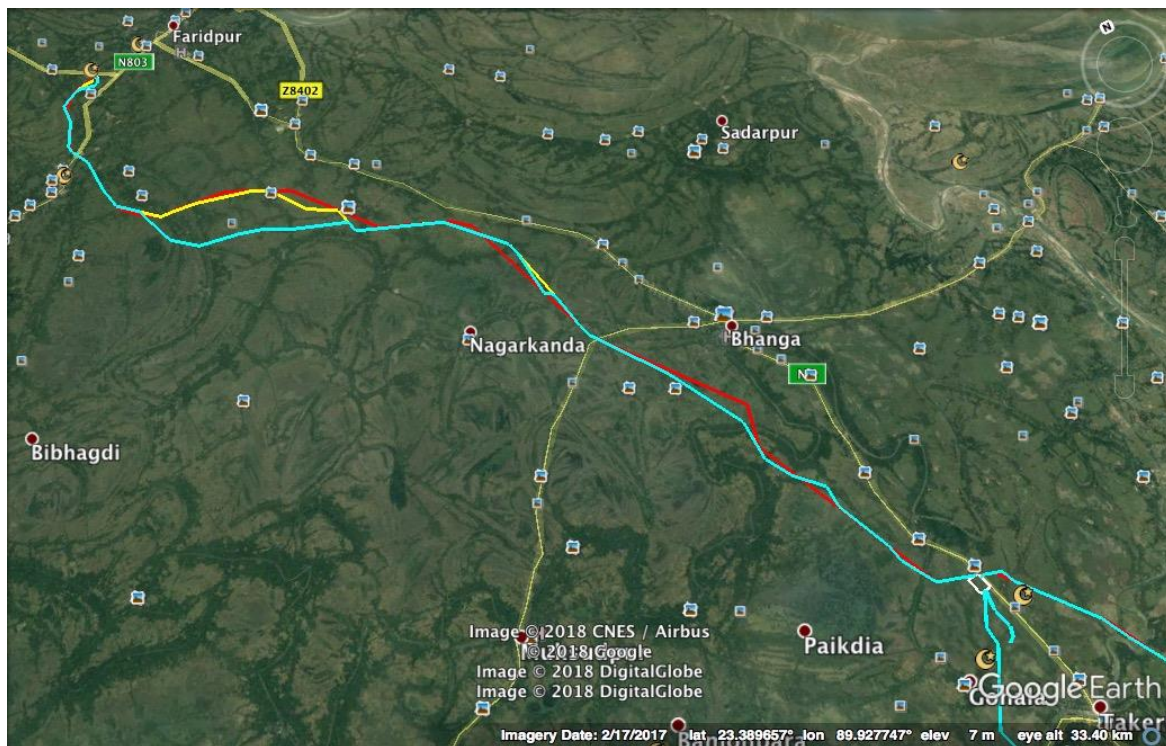 Faridpur
N803
Z8402
Sadarpur
N
Nagarkanda
Bhanga
Bibhagdi
Image © 2018 CNES / Airbus
© 2018 Google
Image © 2018 DigitalGlobe
Image © 2018 DigitalGlobe
Paikdia
Google Earth
Taker
Imagery Date: 2/17/2017 lat 23.389657° lon 89.927747° elev 7 m eye alt 33.40 km